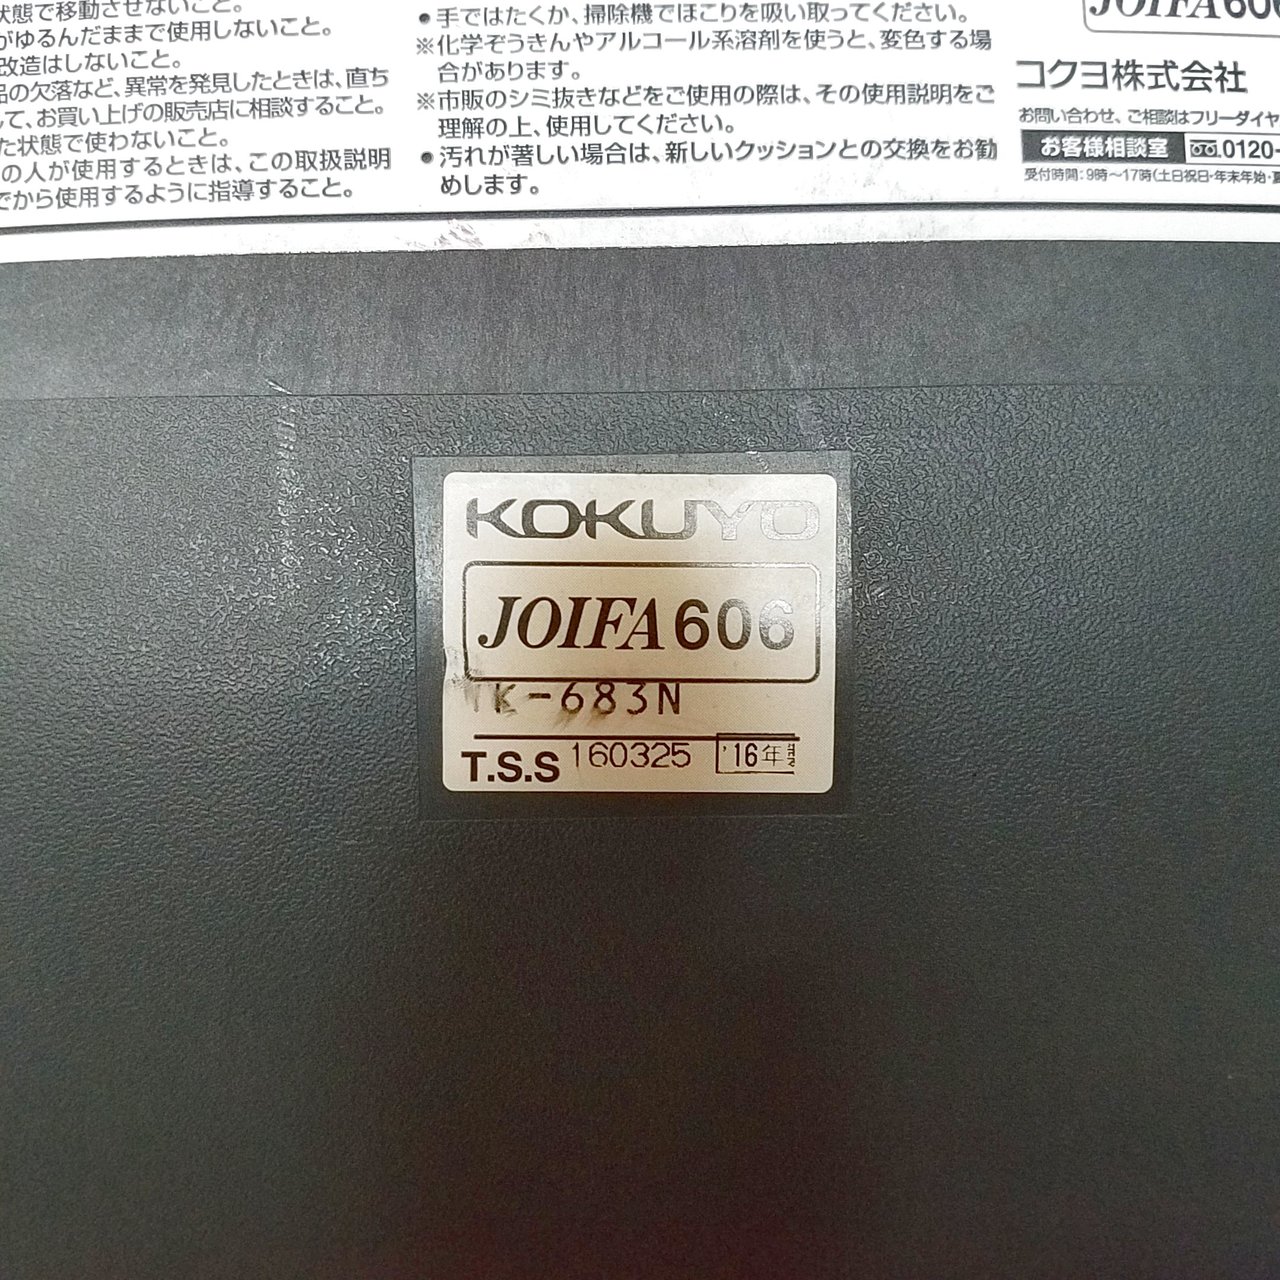 状態で移動させないこと。
がゆるんだままで使用しないこと。
改造はしないこと。
品の欠落など、異常を発見したときは、直ち
して、お買い上げの販売店に相談すること。
た状態で使わないこと。
の人が使用するときは、この取扱説明
でから使用するように指導すること。
●手ではたくか、掃除機でほこりを吸い取ってください。
※化学ぞうきんやアルコール系溶剤を使うと、変色する場
合があります。
※市販のシミ抜きなどをご使用の際は、その使用説明をご
理解の上、使用してください。
●汚れが著しい場合は、新しいクッションとの交換をお勧
めします。
JOIFA606
コクヨ株式会社
お問い合わせ、ご相談はフリーダイヤ
お客様相談室 0120-
受付時間:9時〜17時(土日祝日・年末年始・夏
KOKUYO
JOIFA606
K-683N
T.S.S 160325 '16年製